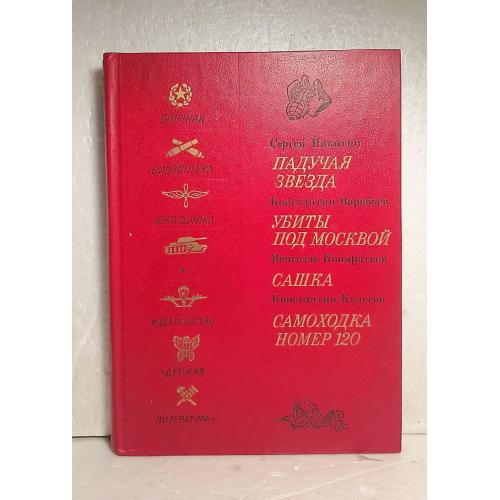 ВОЕННАЯ
БИБЛИОТЕКА
ШКОЛЬНИКА
ИЗДАТЕЛЬСТВО
«ДЕТСКАЯ
ЛИТЕРАТУРА»
Сергей Никитин
ПАДУЧАЯ
ЗВЕЗДА
Константин Воробьев
УБИТЫ
ПОД МОСКВОЙ
Вячеслав Кондратьев
САШКА
Константин Колесов
САМОХОДКА
НОМЕР 120